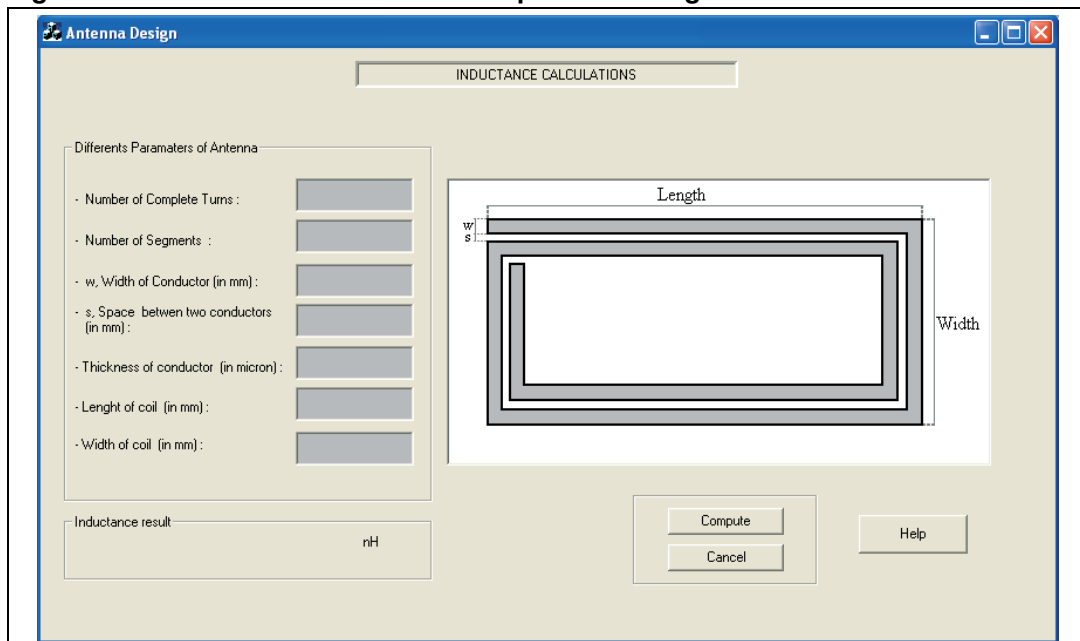 Antenna Design
INDUCTANCE CALCULATIONS
Differents Paramaters of Antenna
- Number of Complete Turns :
- Number of Segments :
- w, Width of Conductor (in mm) :
- s, Space betwen two conductors
(in mm) :
- Thickness of conductor (in micron) :
- Lenght of coil (in mm) :
- Width of coil (in mm) :
Inductance result
nH
Length
w
s
Width
Compute
Cancel
Help